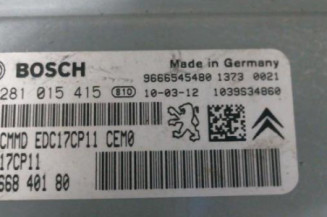 BOSCH
Made in Germany
9666545480 1373 0021
281 015 415 810 10-03-12 1039S34860
CMMD EDC17CP11 CEM0
17CP11
668 401 80